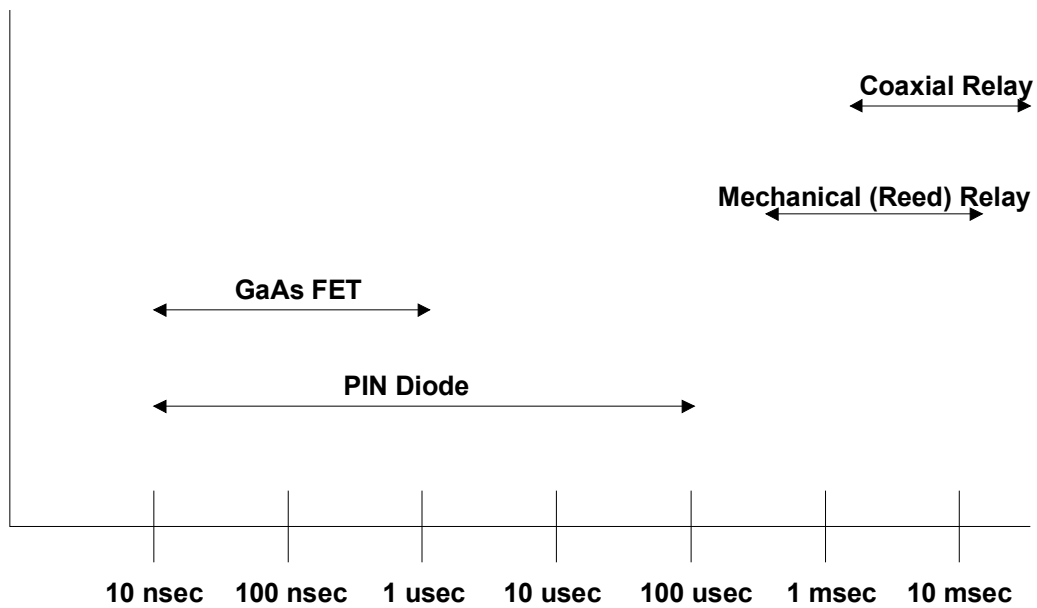 Coaxial Relay
Mechanical (Reed) Relay
GaAs FET
PIN Diode
10 nsec 100 nsec 1 usec 10 usec 100 usec 1 msec 10 msec